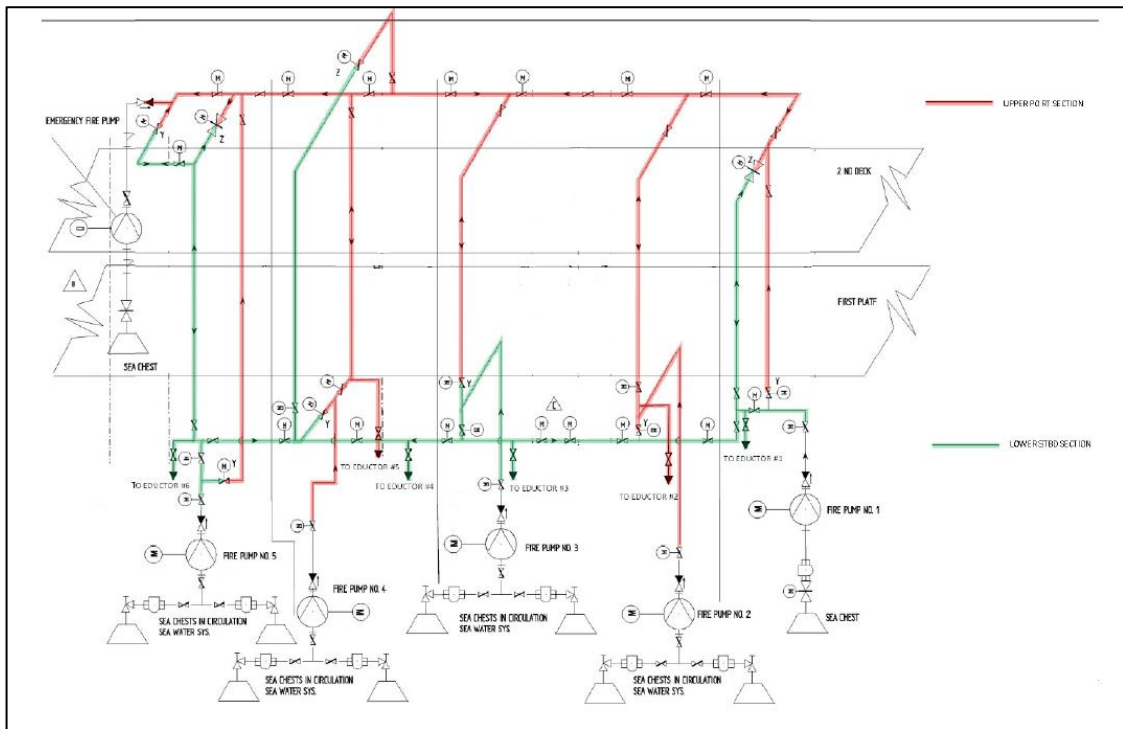 UPPER PORT SECTION
EMERGENCY FIRE PUMP
2 ND DECK
FIRST PLATF
SEA CHEST
LOWER STBD SECTION
TO EDUCTOR #6
TO EDUCTOR #5
TO EDUCTOR #4
TO EDUCTOR #3
TO EDUCTOR #2
FIRE PUMP NO. 5
FIRE PUMP NO. 4
FIRE PUMP NO. 3
FIRE PUMP NO. 2
FIRE PUMP NO. 1
SEA CHESTS IN CIRCULATION
SEA WATER SYS.
SEA CHESTS IN CIRCULATION
SEA WATER SYS.
SEA CHESTS IN CIRCULATION
SEA WATER SYS.
SEA CHESTS IN CIRCULATION
SEA WATER SYS.
SEA CHEST